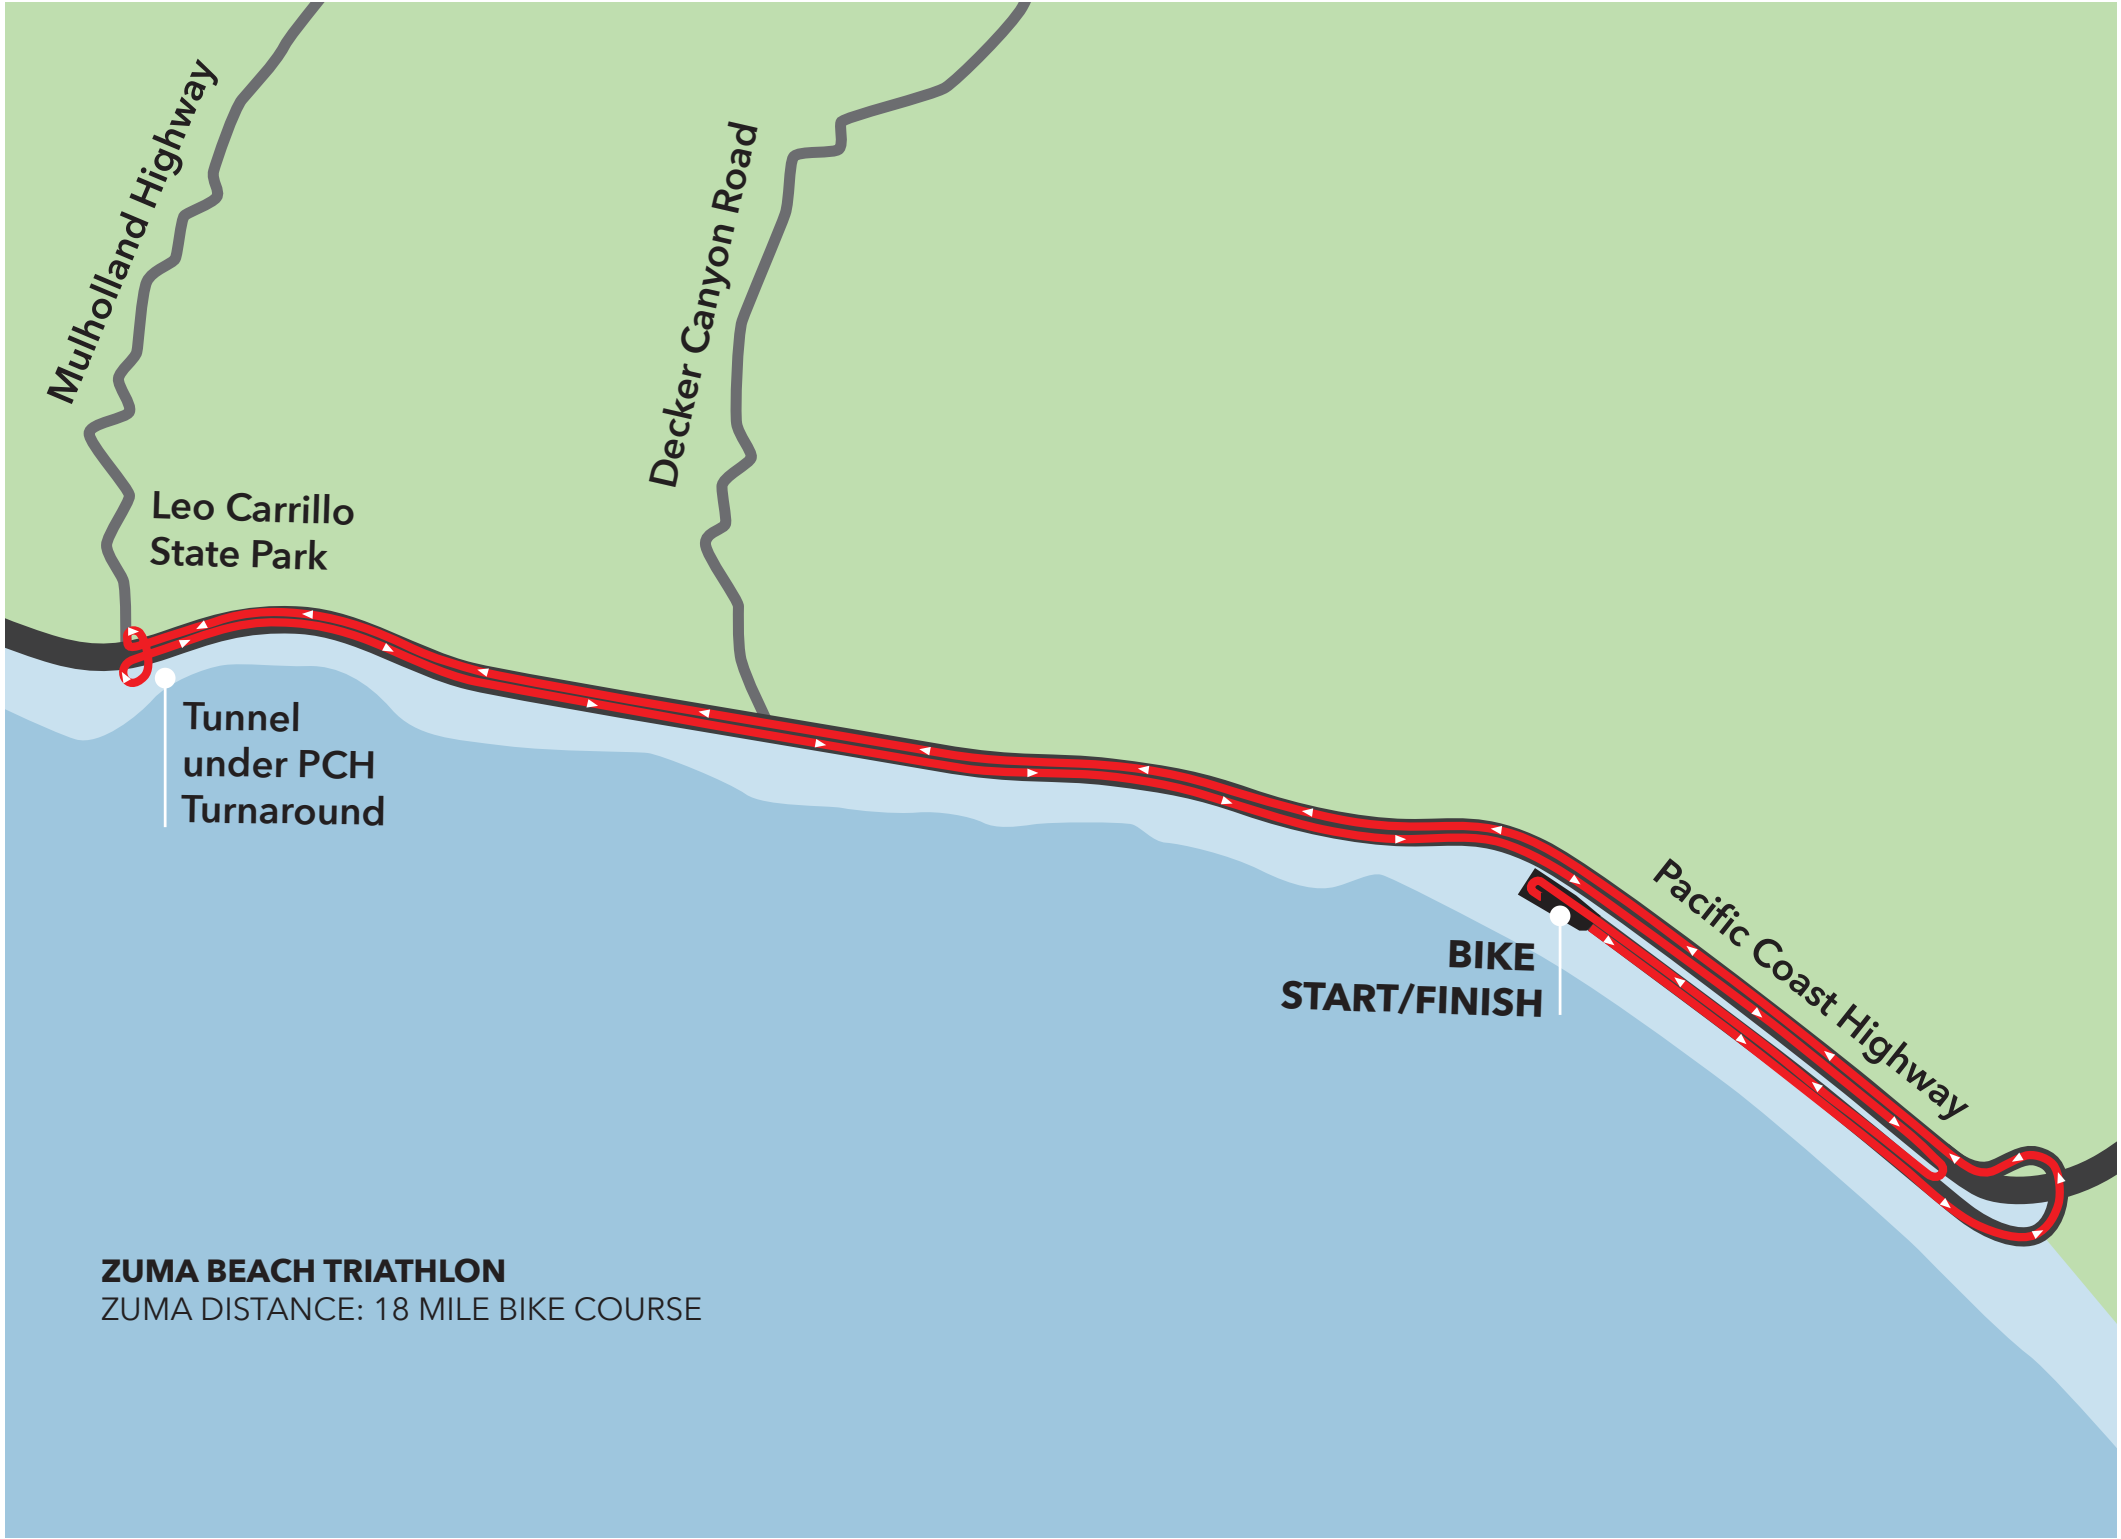 Mulholland Highway
Decker Canyon Road
Leo Carrillo
State Park
Tunnel
under PCH
Turnaround
Pacific Coast Highway
BIKE
START/FINISH
ZUMA BEACH TRIATHLON
ZUMA DISTANCE: 18 MILE BIKE COURSE